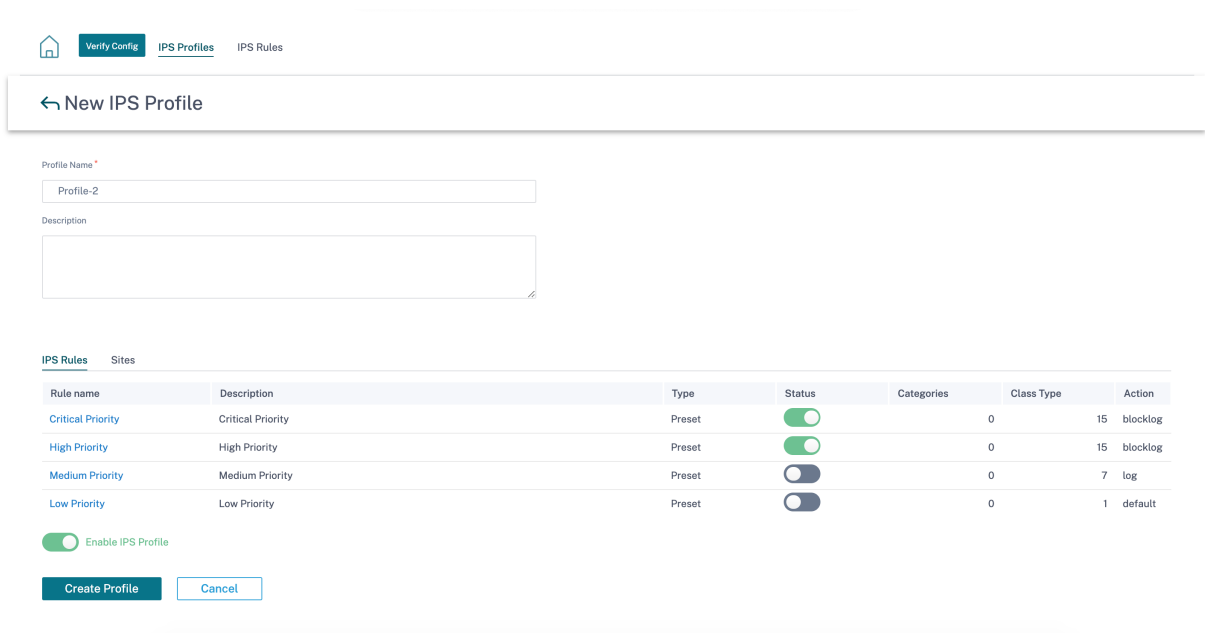 Verify Config IPS Profiles IPS Rules
New IPS Profile
Profile Name *
Profile-2
Description
IPS Rules Sites
Rule name Description Type Status Categories Class Type Action
Critical Priority Critical Priority Preset 0 15 blocklog
High Priority High Priority Preset 0 15 blocklog
Medium Priority Medium Priority Preset 0 7 log
Low Priority Low Priority Preset 0 1 default
Enable IPS Profile
Create Profile Cancel